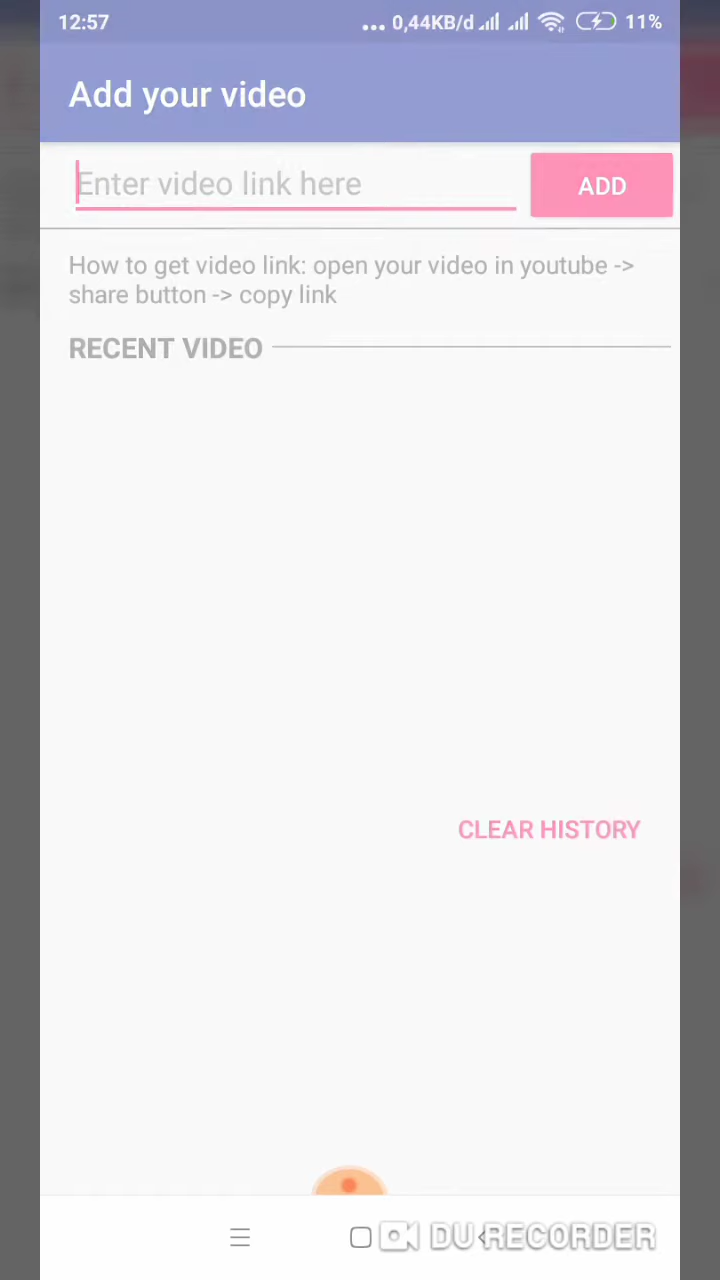 12:57
... 0,44KB/d 11%
Add your video
Enter video link here
ADD
How to get video link: open your video in youtube ->
share button -> copy link
RECENT VIDEO
CLEAR HISTORY
DU RECORDER